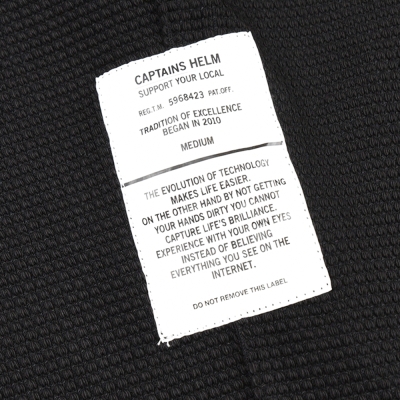 CAPTAINS HELM
SUPPORT YOUR LOCAL
REG.T.M. 5968423 PAT.OFF.
TRADITION OF EXCELLENCE
BEGAN IN 2010
MEDIUM
THE EVOLUTION OF TECHNOLOGY
MAKES LIFE EASIER.
ON THE OTHER HAND BY NOT GETTING
YOUR HANDS DIRTY YOU CANNOT
CAPTURE LIFE'S BRILLIANCE.
EXPERIENCE WITH YOUR OWN EYES
INSTEAD OF BELIEVING
EVERYTHING YOU SEE ON THE
INTERNET.
DO NOT REMOVE THIS LABEL